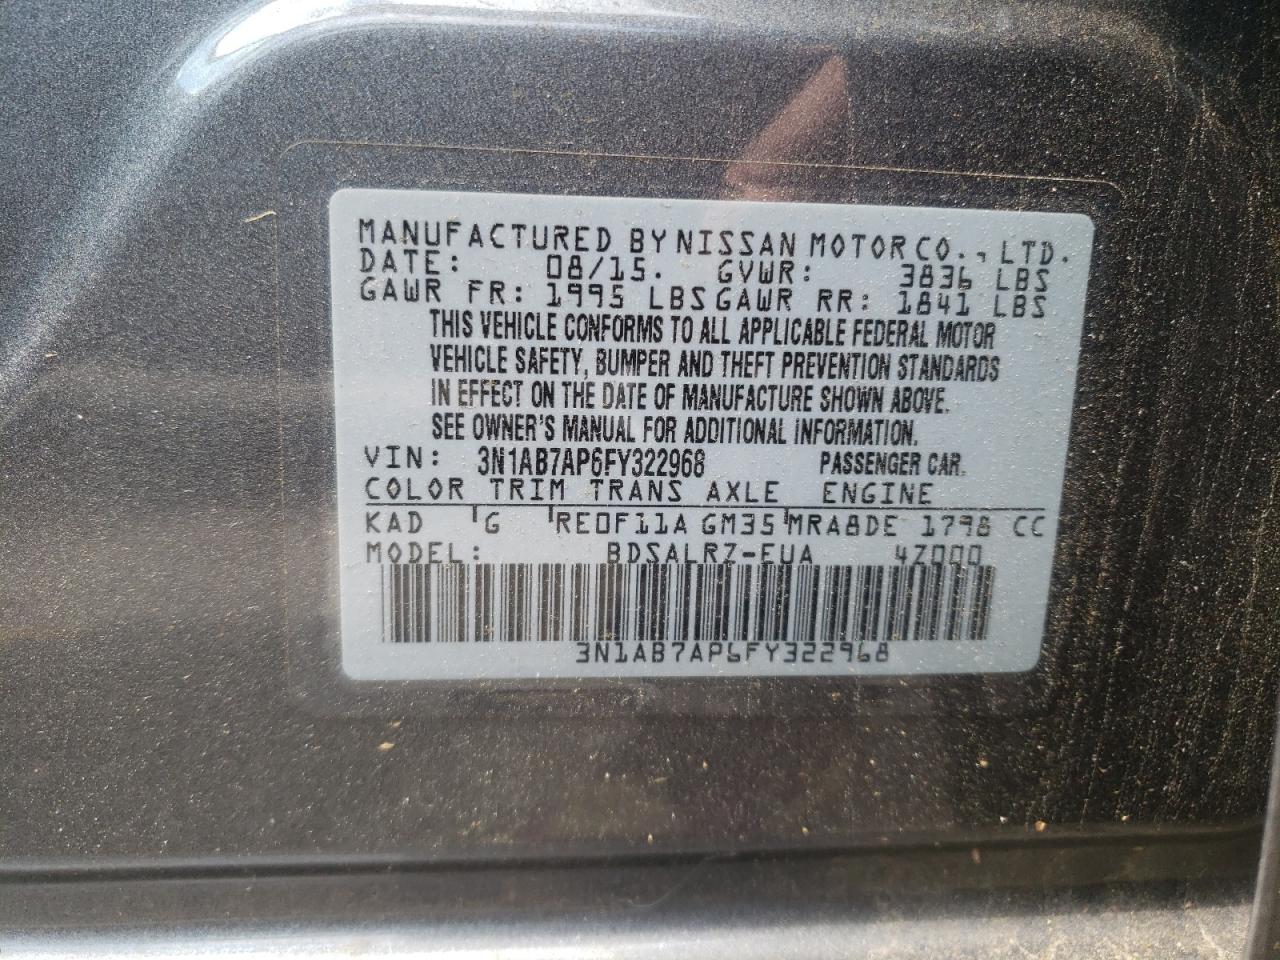 MANUFACTURED BY NISSAN MOTOR CO., LTD.
DATE: 08/15. GVWR: 3836 LBS
GAWR FR: 1995 LBS GAWR RR: 1841 LBS
THIS VEHICLE CONFORMS TO ALL APPLICABLE FEDERAL MOTOR
VEHICLE SAFETY, BUMPER AND THEFT PREVENTION STANDARDS
IN EFFECT ON THE DATE OF MANUFACTURE SHOWN ABOVE.
SEE OWNER'S MANUAL FOR ADDITIONAL INFORMATION.
VIN: 3N1AB7AP6FY322968 PASSENGER CAR.
COLOR TRIM TRANS AXLE ENGINE
KAD G RE0F11A GM35 MRA8DE 1798 CC
MODEL: BDSALRZ-EUA 4Z000
3N1AB7AP6FY322968